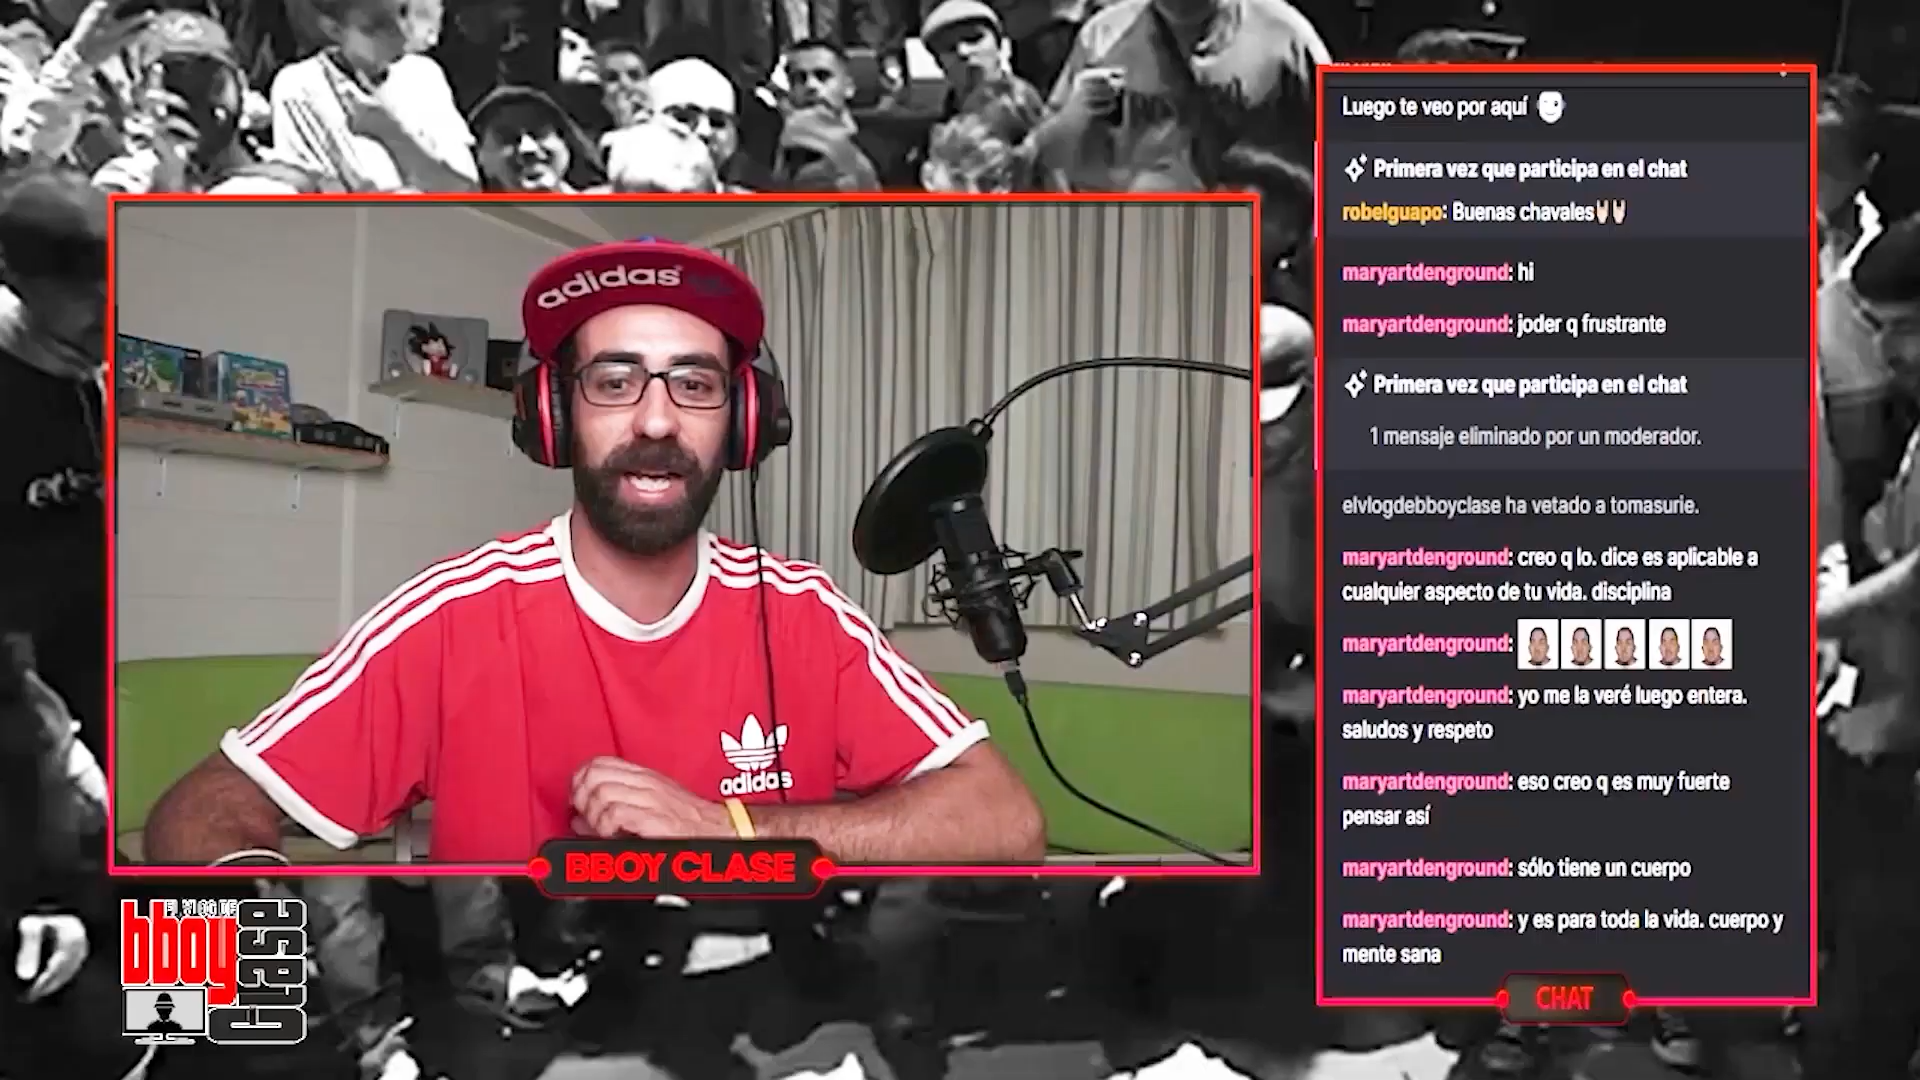 adidas
adidas
BBOY CLASE
EL VLOG DE
bboy
Clase
Luego te veo por aquí
Primera vez que participa en el chat
robelguapo: Buenas chavales
maryartdenground: hi
maryartdenground: joder q frustrante
Primera vez que participa en el chat
1 mensaje eliminado por un moderador.
elvlogdebboyclase ha vetado a tomasurie.
maryartdenground: creo q lo. dice es aplicable a
cualquier aspecto de tu vida. disciplina
maryartdenground:
maryartdenground: yo me la veré luego entera.
saludos y respeto
maryartdenground: eso creo q es muy fuerte
pensar así
maryartdenground: sólo tiene un cuerpo
maryartdenground: y es para toda la vida. cuerpo y
mente sana
CHAT